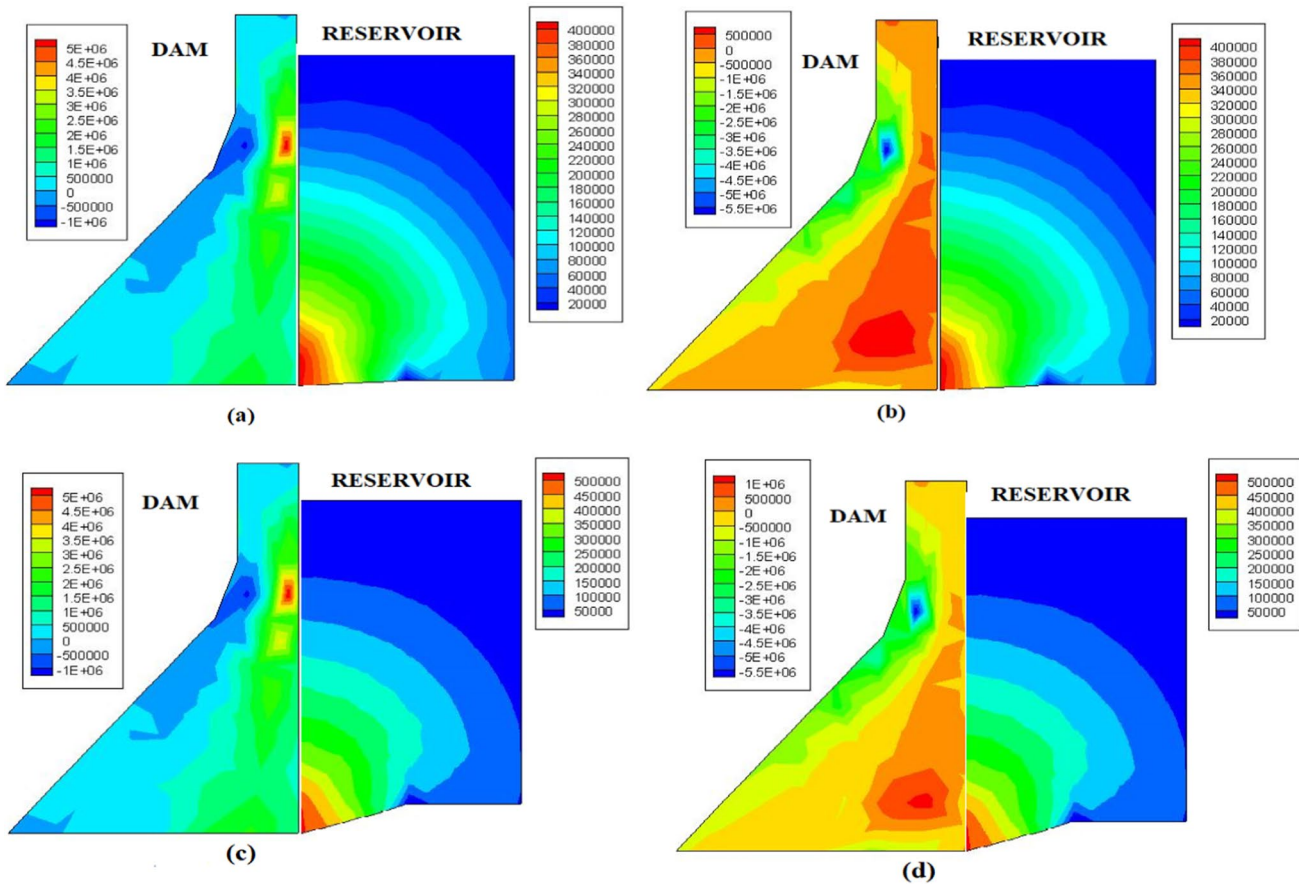 DAM
RESERVOIR
5E+06
4.5E+06
4E+06
3.5E+06
3E+06
2.5E+06
2E+06
1.5E+06
1E+06
500000
0
-500000
-1E+06
400000
380000
360000
340000
320000
300000
280000
260000
240000
220000
200000
180000
160000
140000
120000
100000
80000
60000
40000
20000
(a)
DAM
RESERVOIR
500000
0
-500000
-1E+06
-1.5E+06
-2E+06
-2.5E+06
-3E+06
-3.5E+06
-4E+06
-4.5E+06
-5E+06
-5.5E+06
400000
380000
360000
340000
320000
300000
280000
260000
240000
220000
200000
180000
160000
140000
120000
100000
80000
60000
40000
20000
(b)
DAM
RESERVOIR
5E+06
4.5E+06
4E+06
3.5E+06
3E+06
2.5E+06
2E+06
1.5E+06
1E+06
500000
0
-500000
-1E+06
500000
450000
400000
350000
300000
250000
200000
150000
100000
50000
(c)
DAM
RESERVOIR
1E+06
500000
0
-500000
-1E+06
-1.5E+06
-2E+06
-2.5E+06
-3E+06
-3.5E+06
-4E+06
-4.5E+06
-5E+06
-5.5E+06
500000
450000
400000
350000
300000
250000
200000
150000
100000
50000
(d)